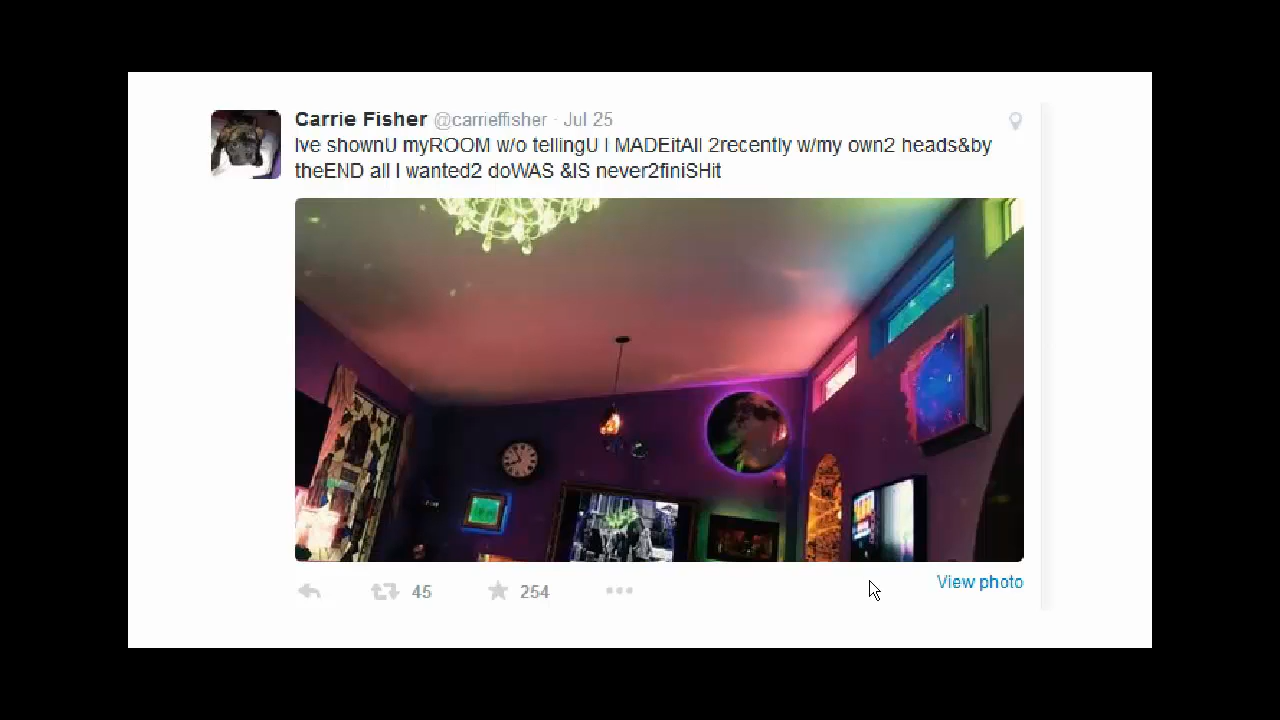 Carrie Fisher @carrieffisher · Jul 25
Ive shownU myROOM w/o tellingU I MADEitAll 2recently w/my own2 heads&by
theEND all I wanted2 doWAS &IS never2finiSHit
View photo
45 254